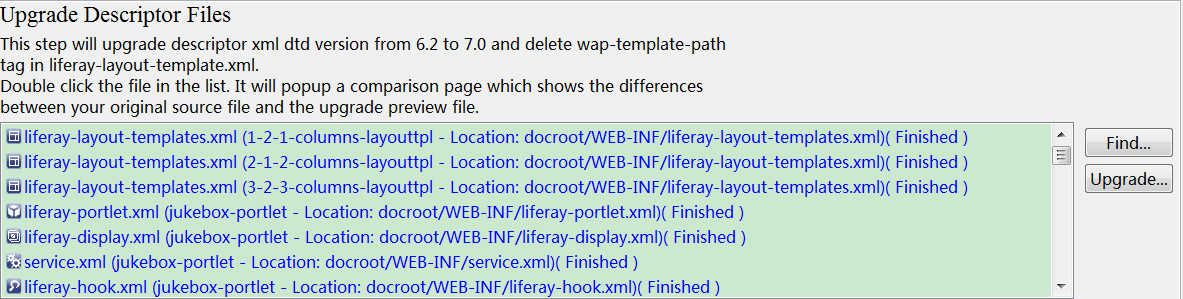 Upgrade Descriptor Files
This step will upgrade descriptor xml dtd version from 6.2 to 7.0 and delete wap-template-path
tag in liferay-layout-template.xml.
Double click the file in the list. It will popup a comparison page which shows the differences
between your original source file and the upgrade preview file.
liferay-layout-templates.xml (1-2-1-columns-layouttpl - Location: docroot/WEB-INF/liferay-layout-templates.xml)( Finished )
Find...
liferay-layout-templates.xml (2-1-2-columns-layouttpl - Location: docroot/WEB-INF/liferay-layout-templates.xml)( Finished )
Upgrade...
liferay-layout-templates.xml (3-2-3-columns-layouttpl - Location: docroot/WEB-INF/liferay-layout-templates.xml)( Finished )
liferay-portlet.xml (jukebox-portlet - Location: docroot/WEB-INF/liferay-portlet.xml)( Finished )
liferay-display.xml (jukebox-portlet - Location: docroot/WEB-INF/liferay-display.xml)( Finished )
service.xml (jukebox-portlet - Location: docroot/WEB-INF/service.xml)( Finished )
liferay-hook.xml (jukebox-portlet - Location: docroot/WEB-INF/liferay-hook.xml)( Finished )